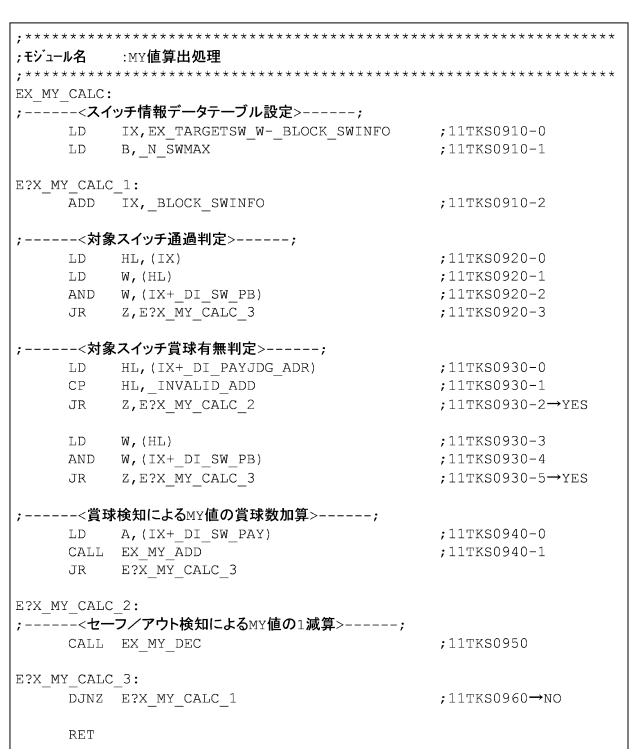 ;*****************************************************************
;ﾓｼﾞｭｰﾙ名　　:MY値算出処理
;*****************************************************************
EX_MY_CALC:
;------<スイッチ情報データテーブル設定>------;
      LD    IX,EX_TARGETSW_W-_BLOCK_SWINFO    ;11TKS0910-0
      LD    B,_N_SWMAX                        ;11TKS0910-1
E?X_MY_CALC_1:
      ADD   IX,_BLOCK_SWINFO                  ;11TKS0910-2
;------<対象スイッチ通過判定>------;
      LD    HL,(IX)                           ;11TKS0920-0
      LD    W,(HL)                            ;11TKS0920-1
      AND   W,(IX+_DI_SW_PB)                  ;11TKS0920-2
      JR    Z,E?X_MY_CALC_3                   ;11TKS0920-3
;------<対象スイッチ賞球有無判定>------;
      LD    HL,(IX+_DI_PAYJDG_ADR)            ;11TKS0930-0
      CP    HL,_INVALID_ADD                   ;11TKS0930-1
      JR    Z,E?X_MY_CALC_2                   ;11TKS0930-2→YES
      LD    W,(HL)                            ;11TKS0930-3
      AND   W,(IX+_DI_SW_PB)                  ;11TKS0930-4
      JR    Z,E?X_MY_CALC_3                   ;11TKS0930-5→YES
;------<賞球検知によるMY値の賞球数加算>------;
      LD    A,(IX+_DI_SW_PAY)                 ;11TKS0940-0
      CALL  EX_MY_ADD                         ;11TKS0940-1
      JR    E?X_MY_CALC_3
E?X_MY_CALC_2:
;------<セーフ／アウト検知によるMY値の1減算>------;
      CALL  EX_MY_DEC                         ;11TKS0950
E?X_MY_CALC_3:
      DJNZ  E?X_MY_CALC_1                     ;11TKS0960→NO
      RET